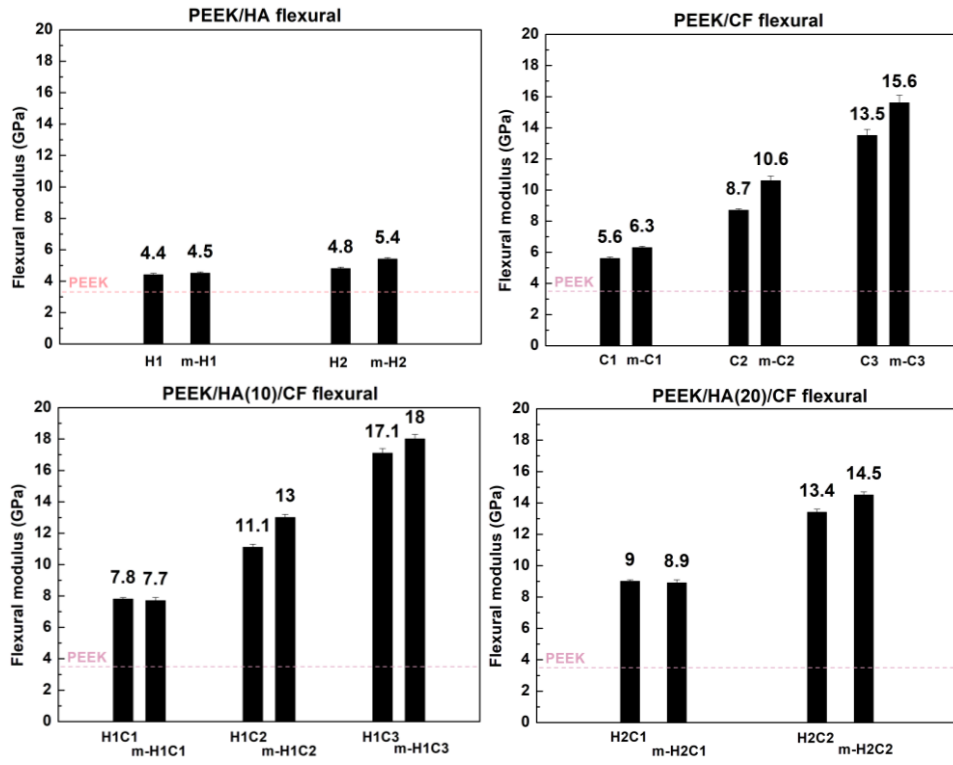 PEEK/HA flexural
Flexural modulus (GPa)
20
18
16
14
12
10
8
6
4
2
0
4.4
4.5
4.8
5.4
PEEK
H1
m-H1
H2
m-H2
PEEK/CF flexural
Flexural modulus (GPa)
20
18
16
14
12
10
8
6
4
2
0
5.6
6.3
8.7
10.6
13.5
15.6
PEEK
C1
m-C1
C2
m-C2
C3
m-C3
PEEK/HA(10)/CF flexural
Flexural modulus (GPa)
20
18
16
14
12
10
8
6
4
2
0
7.8
7.7
11.1
13
17.1
18
PEEK
H1C1
m-H1C1
H1C2
m-H1C2
H1C3
m-H1C3
PEEK/HA(20)/CF flexural
Flexural modulus (GPa)
20
18
16
14
12
10
8
6
4
2
0
9
8.9
13.4
14.5
PEEK
H2C1
m-H2C1
H2C2
m-H2C2